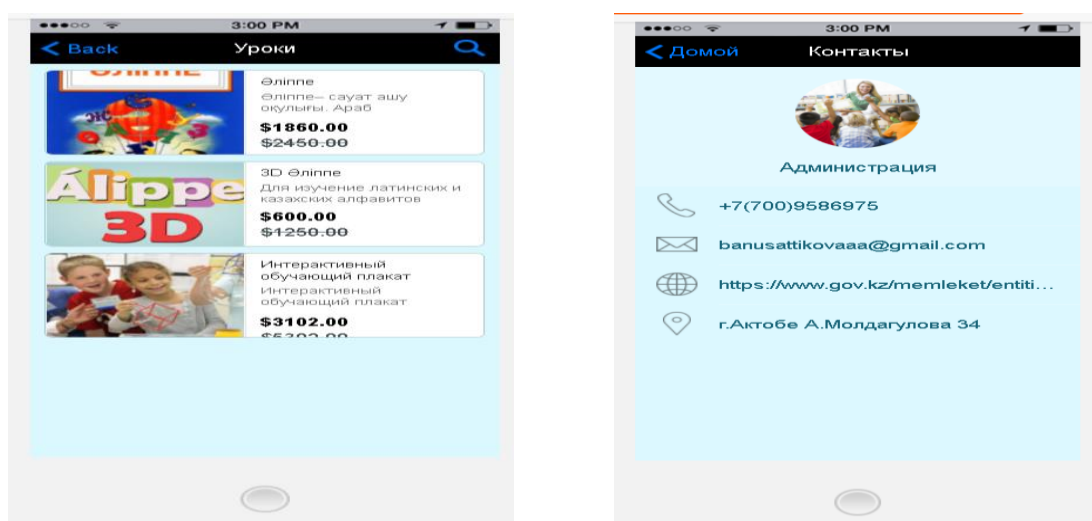 3:00 PM
Back
Уроки
ӘЛІППЕ
Әліппе
Әліппе– сауат ашу
оқулығы. Араб
$1860.00
$2450.00
Álippe
3D
3D Әліппе
Для изучение латинских и
казахских алфавитов
$600.00
$1250.00
Интерактивный
обучающий плакат
Интерактивный
обучающий плакат
$3102.00
3:00 PM
Домой
Контакты
Администрация
+7(700)9586975
banusattikovaaa@gmail.com
https://www.gov.kz/memleket/entiti...
г.Актобе А.Молдагулова 34